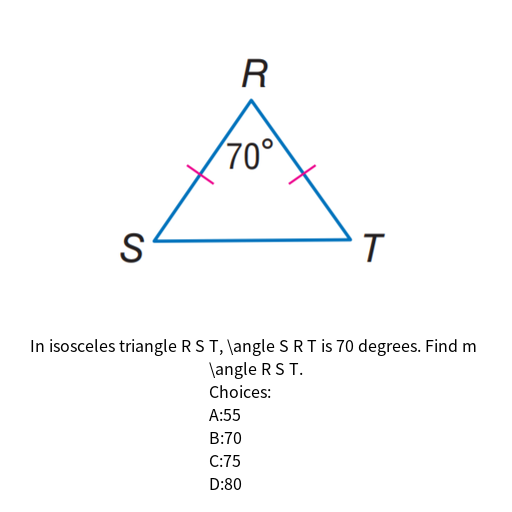 R
70°
S
T
In isosceles triangle R S T, \angle S R T is 70 degrees. Find m
\angle R S T.
Choices:
A:55
B:70
C:75
D:80